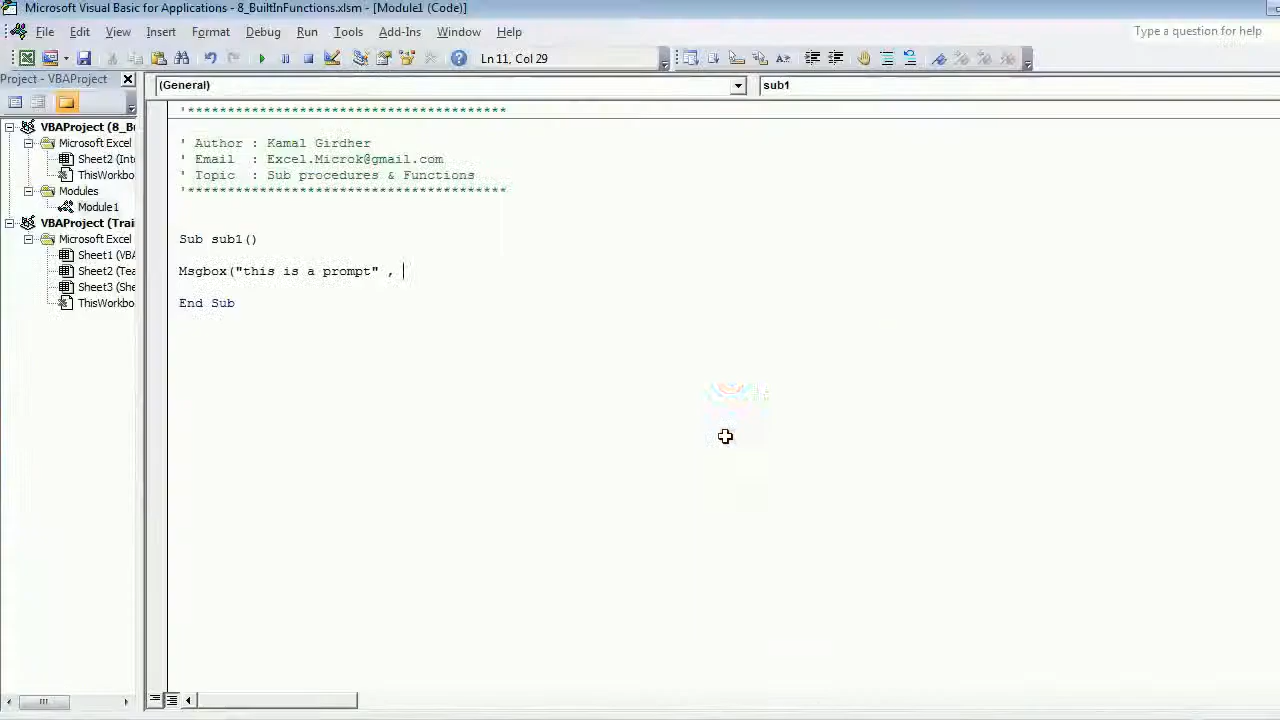 Microsoft Visual Basic for Applications - 8_BuiltInFunctions.xlsm - [Module1 (Code)]
File Edit View Insert Format Debug Run Tools Add-Ins Window Help Type a question for help
Ln 11, Col 29
Project - VBAProject
(General) sub1
VBAProject (8_Bu
Microsoft Excel
Sheet2 (Int
ThisWorkbo
Modules
Module1
VBAProject (Trai
Microsoft Excel
Sheet1 (VBA
Sheet2 (Tea
Sheet3 (She
ThisWorkbo
'****************************************
' Author : Kamal Girdher
' Email : Excel.Microk@gmail.com
' Topic : Sub procedures & Functions
'****************************************
Sub sub1()
Msgbox("this is a prompt" ,
End Sub